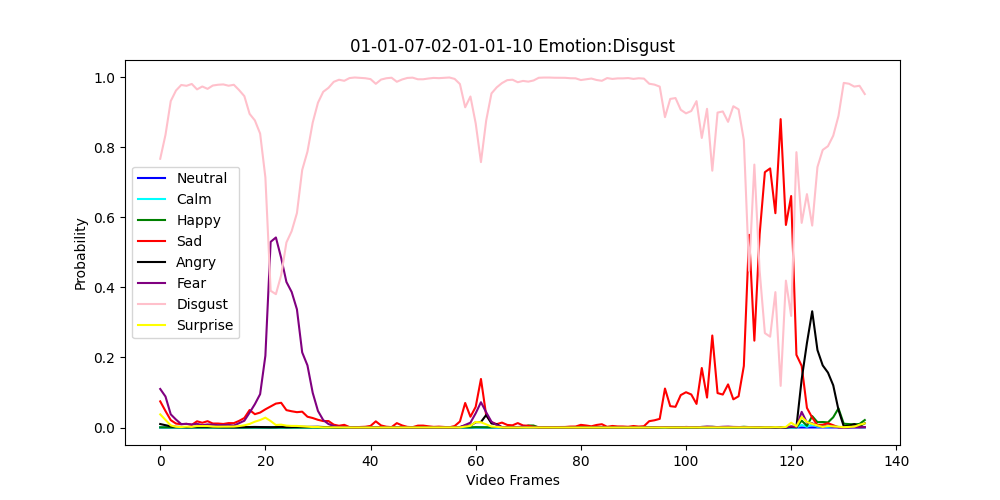 01-01-07-02-01-01-10 Emotion:Disgust
1.0
0.8
0.6
0.4
0.2
0.0
Probability
Neutral
Calm
Happy
Sad
Angry
Fear
Disgust
Surprise
0 20 40 60 80 100 120 140
Video Frames